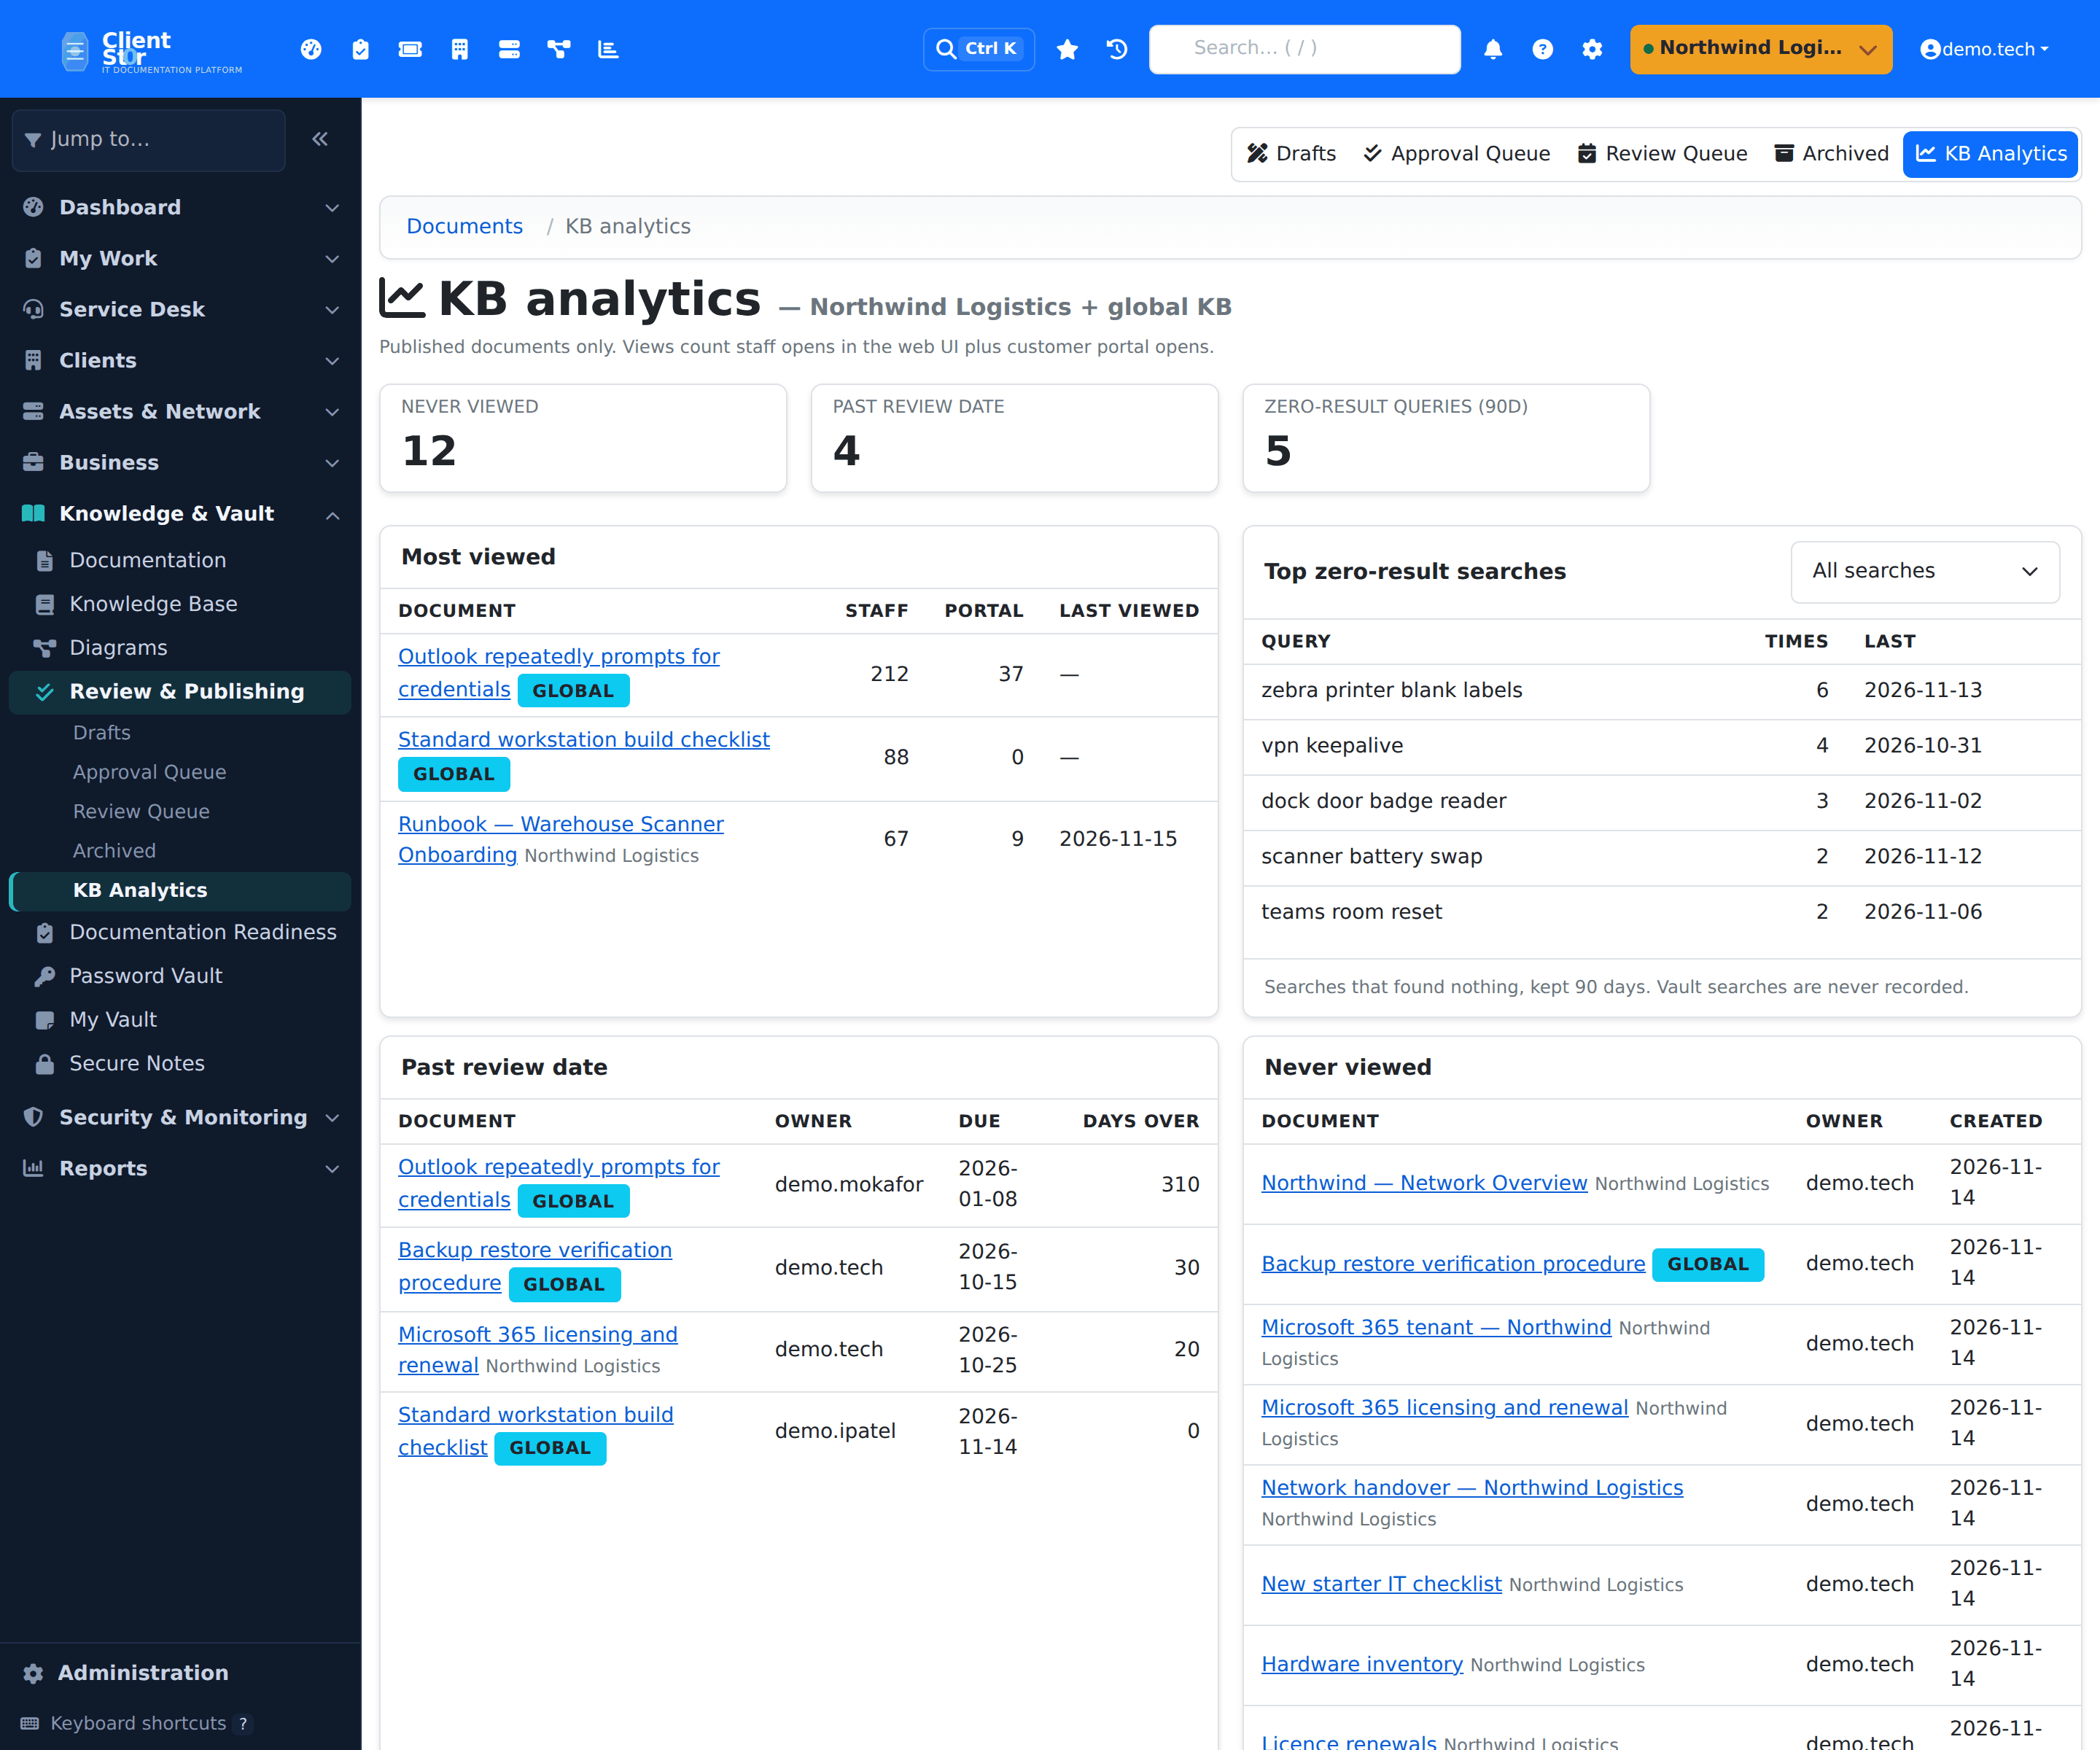 Client
St0r
IT DOCUMENTATION PLATFORM
Ctrl K
Search... ( / )
Northwind Logi...
demo.tech
Jump to...
Dashboard
My Work
Service Desk
Clients
Assets & Network
Business
Knowledge & Vault
Documentation
Knowledge Base
Diagrams
Review & Publishing
Drafts
Approval Queue
Review Queue
Archived
KB Analytics
Documentation Readiness
Password Vault
My Vault
Secure Notes
Security & Monitoring
Reports
Administration
Keyboard shortcuts ?
Drafts Approval Queue Review Queue Archived KB Analytics
Documents / KB analytics
KB analytics — Northwind Logistics + global KB
Published documents only. Views count staff opens in the web UI plus customer portal opens.
NEVER VIEWED
12
PAST REVIEW DATE
4
ZERO-RESULT QUERIES (90D)
5
Most viewed
DOCUMENT STAFF PORTAL LAST VIEWED
Outlook repeatedly prompts for
credentials GLOBAL 212 37 —
Standard workstation build checklist
GLOBAL 88 0 —
Runbook — Warehouse Scanner
Onboarding Northwind Logistics 67 9 2026-11-15
Top zero-result searches
All searches
QUERY TIMES LAST
zebra printer blank labels 6 2026-11-13
vpn keepalive 4 2026-10-31
dock door badge reader 3 2026-11-02
scanner battery swap 2 2026-11-12
teams room reset 2 2026-11-06
Searches that found nothing, kept 90 days. Vault searches are never recorded.
Past review date
DOCUMENT OWNER DUE DAYS OVER
Outlook repeatedly prompts for
credentials GLOBAL demo.mokafor 2026-
01-08 310
Backup restore verification
procedure GLOBAL demo.tech 2026-
10-15 30
Microsoft 365 licensing and
renewal Northwind Logistics demo.tech 2026-
10-25 20
Standard workstation build
checklist GLOBAL demo.ipatel 2026-
11-14 0
Never viewed
DOCUMENT OWNER CREATED
Northwind — Network Overview Northwind Logistics demo.tech 2026-11-
14
Backup restore verification procedure GLOBAL demo.tech 2026-11-
14
Microsoft 365 tenant — Northwind Northwind
Logistics demo.tech 2026-11-
14
Microsoft 365 licensing and renewal Northwind
Logistics demo.tech 2026-11-
14
Network handover — Northwind Logistics
Northwind Logistics demo.tech 2026-11-
14
New starter IT checklist Northwind Logistics demo.tech 2026-11-
14
Hardware inventory Northwind Logistics demo.tech 2026-11-
14
Licence renewals Northwind Logistics demo.tech 2026-11-